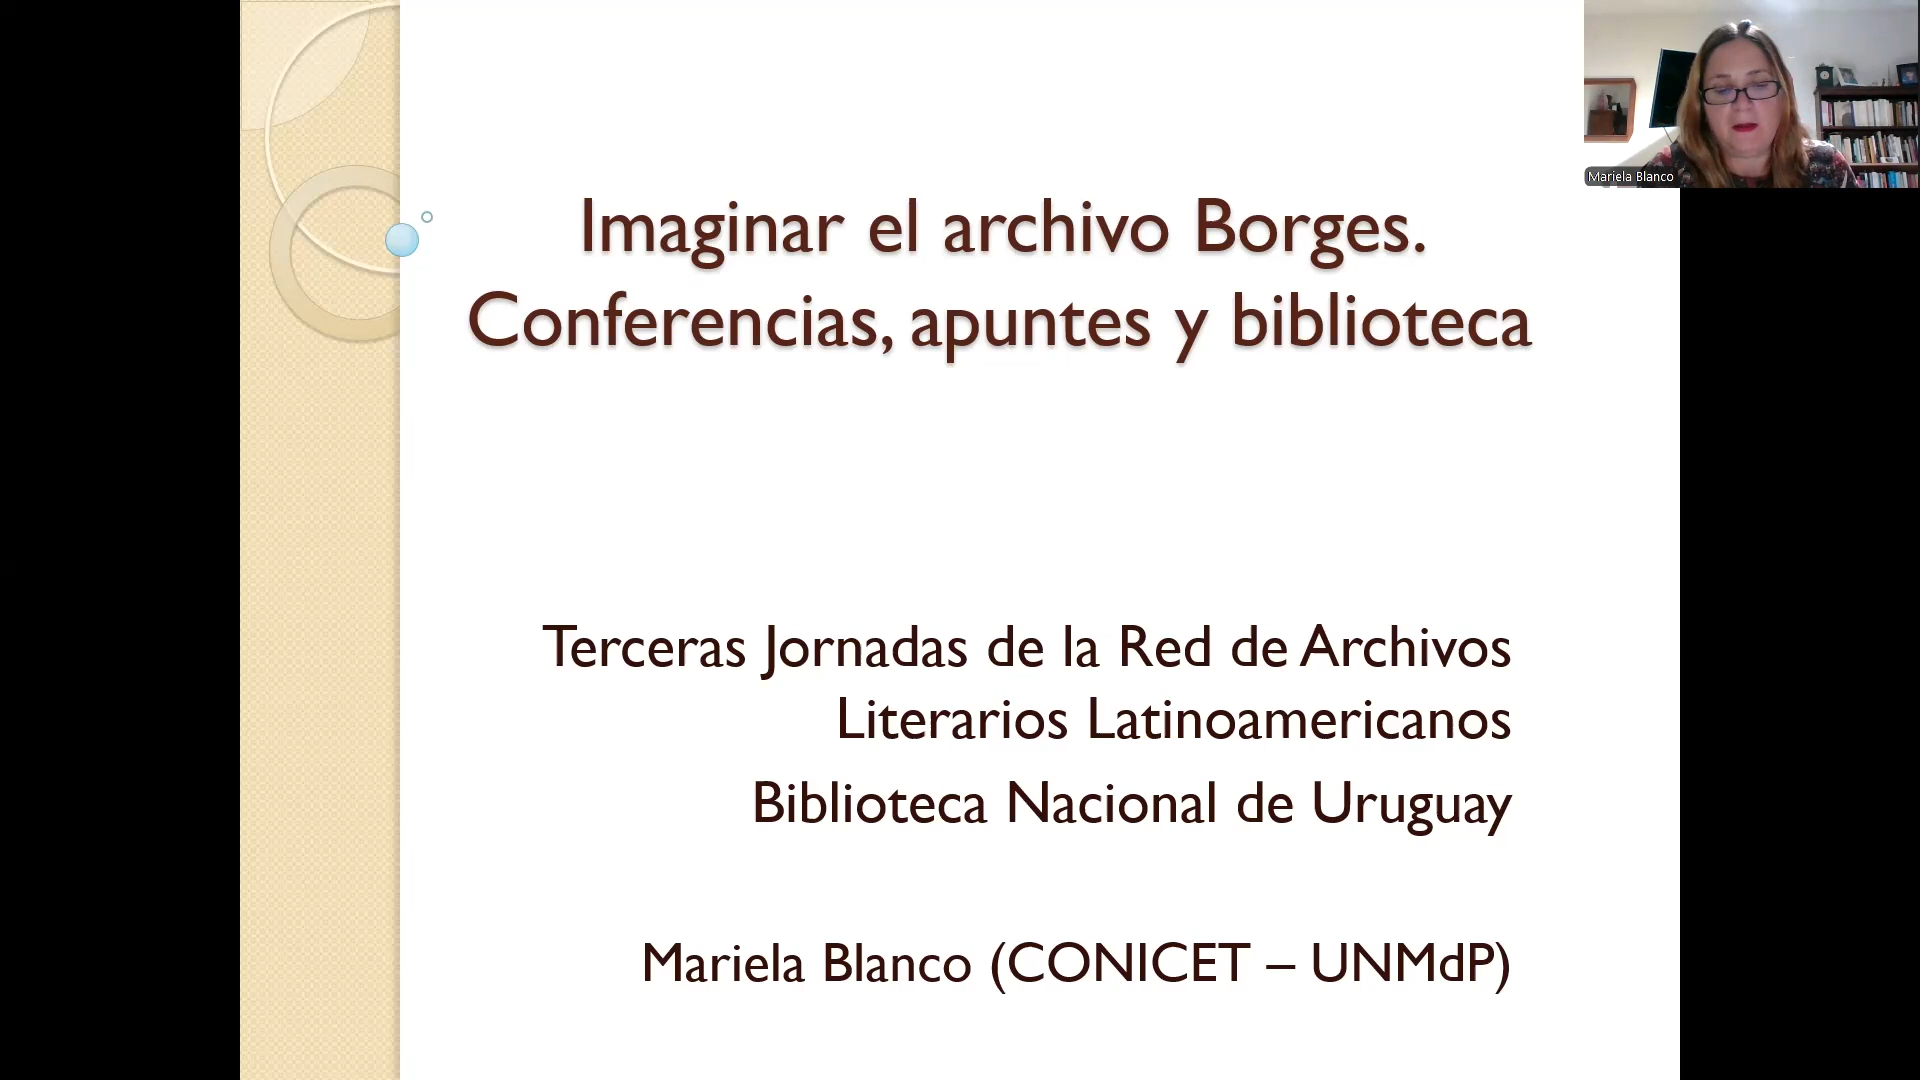 Imaginar el archivo Borges.
Conferencias, apuntes y biblioteca
Terceras Jornadas de la Red de Archivos
Literarios Latinoamericanos
Biblioteca Nacional de Uruguay
Mariela Blanco (CONICET – UNMdP)
Mariela Blanco